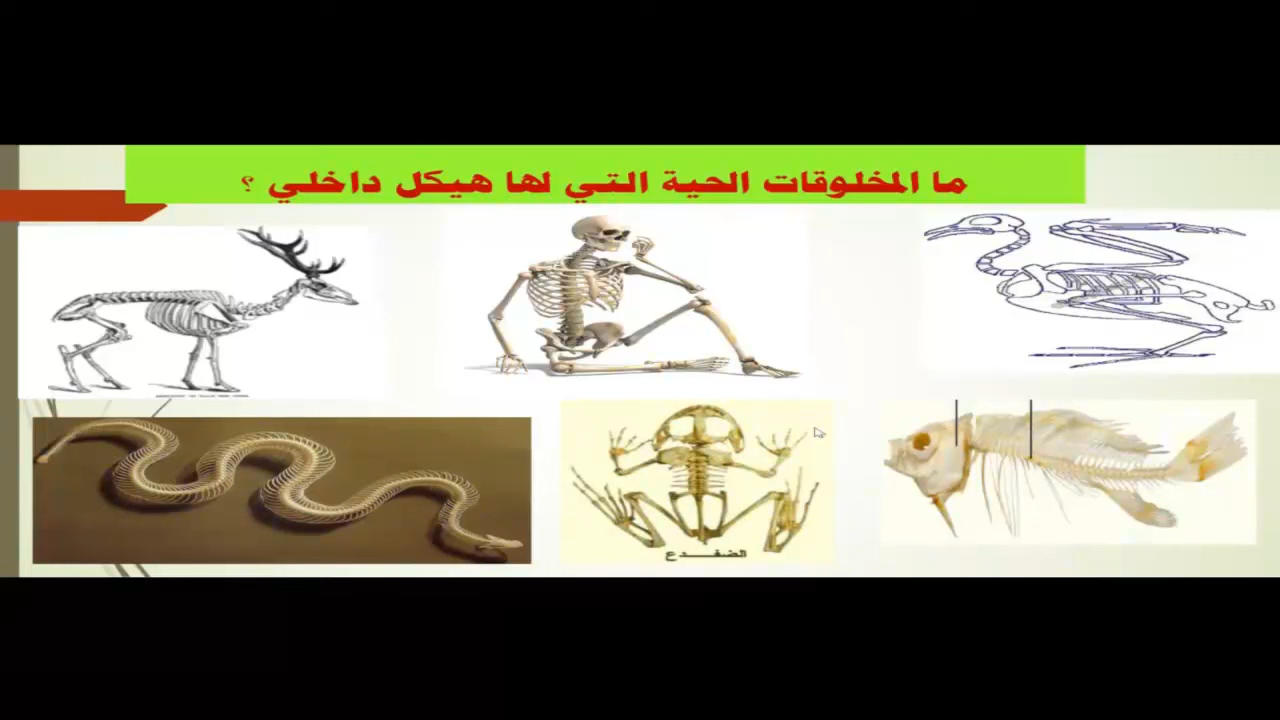 ما المخلوقات الحية التي لها هيكل داخلي ؟
الضفدع